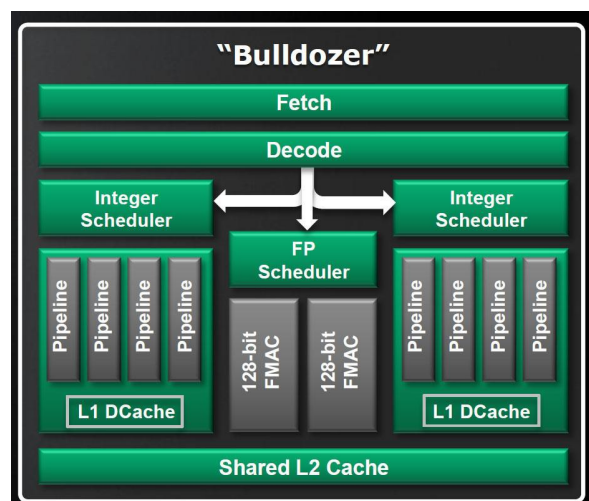 “Bulldozer”
Fetch
Decode
Integer
Scheduler
Integer
Scheduler
FP
Scheduler
Pipeline
Pipeline
Pipeline
Pipeline
L1 DCache
128-bit
FMAC
128-bit
FMAC
Pipeline
Pipeline
Pipeline
Pipeline
L1 DCache
Shared L2 Cache